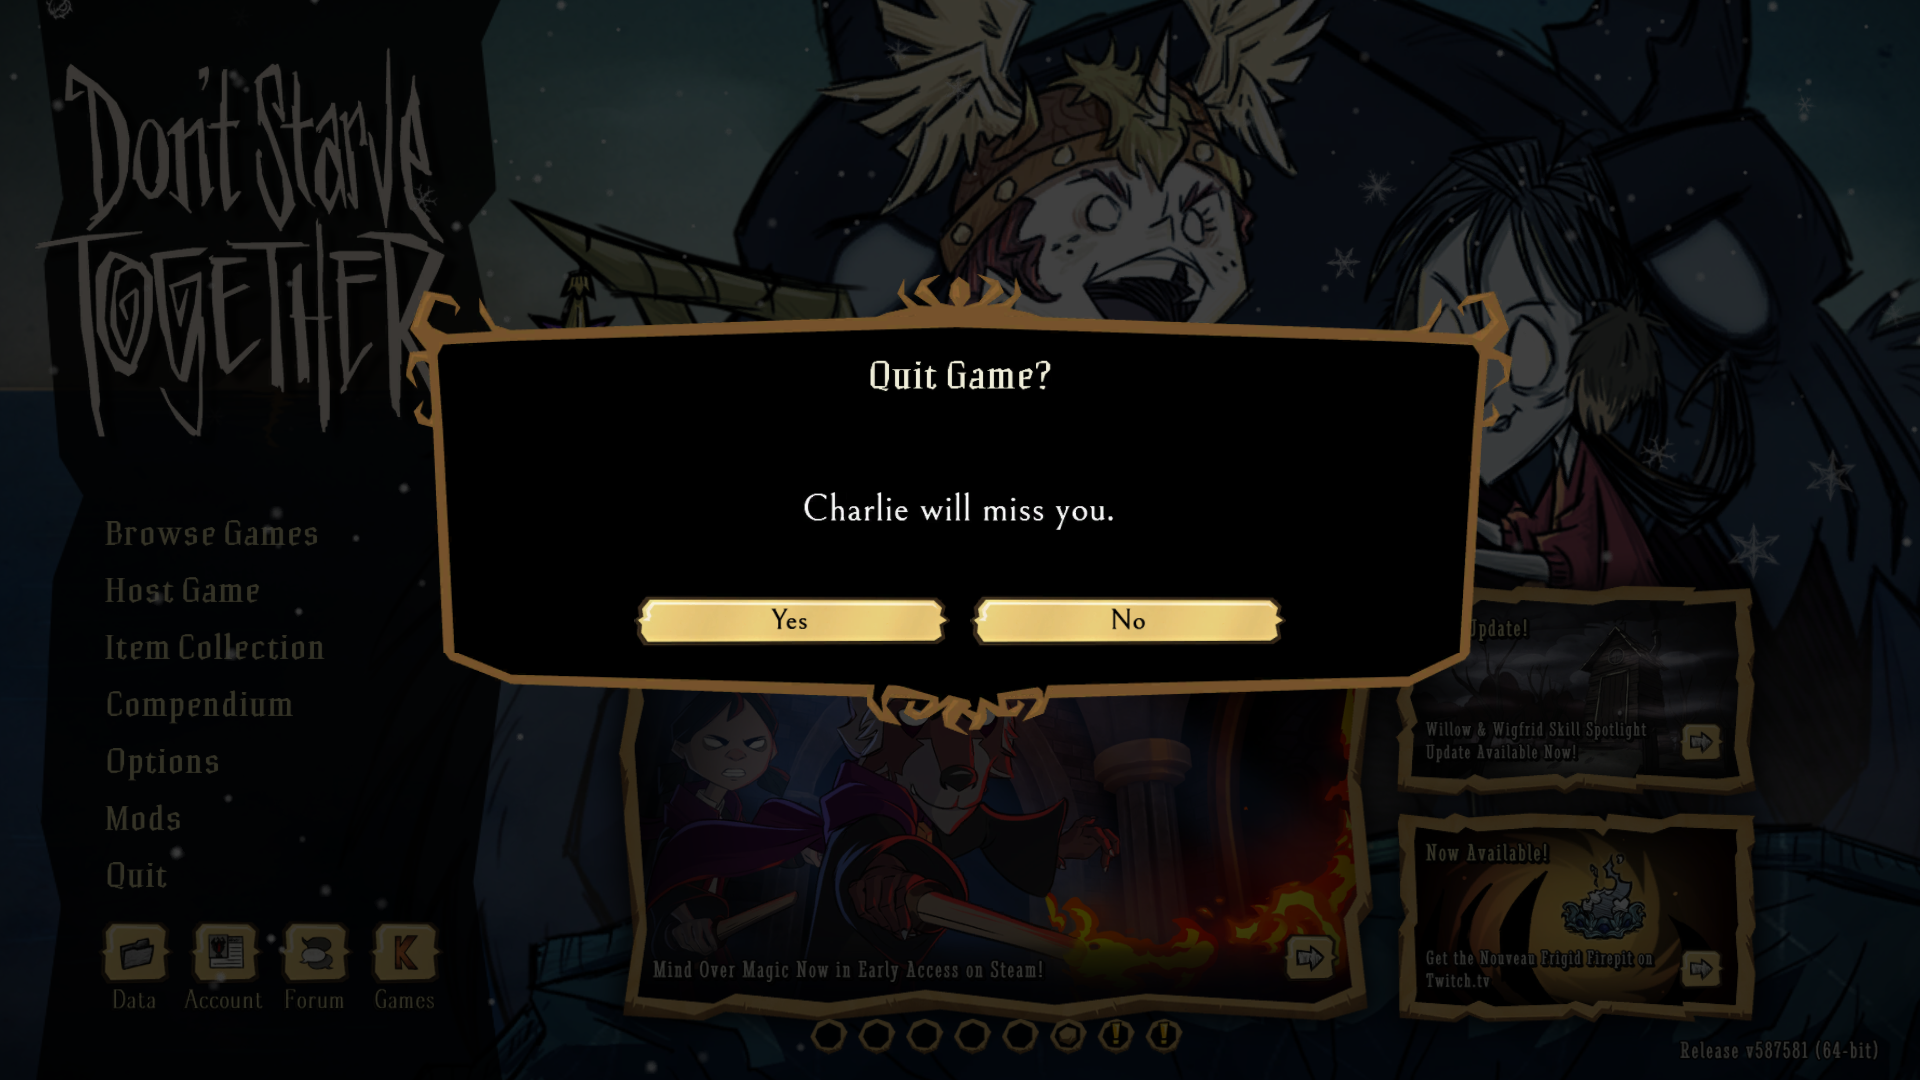 Don't Starve
Together
Quit Game?
Charlie will miss you.
Yes
No
Browse Games
Host Game
Item Collection
Compendium
Options
Mods
Quit
Data
Account
Forum
Games
Mind Over Magic Now in Early Access on Steam!
Update!
Willow & Wigfrid Skill Spotlight
Update Available Now!
Now Available!
Get the Nouveau Frigid Firepit on
Twitch.tv
Release v587581 (64-bit)